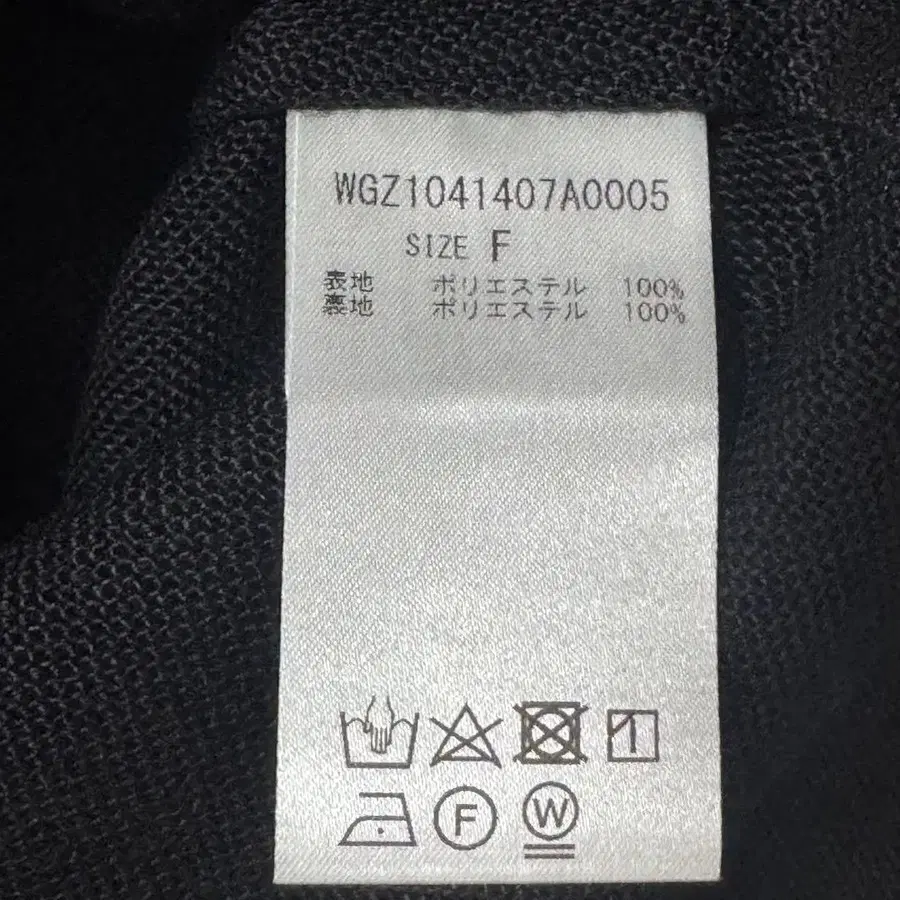 WGZ1041407A0005
SIZE F
表地 ポリエステル 100%
裏地 ポリエステル 100%
F W